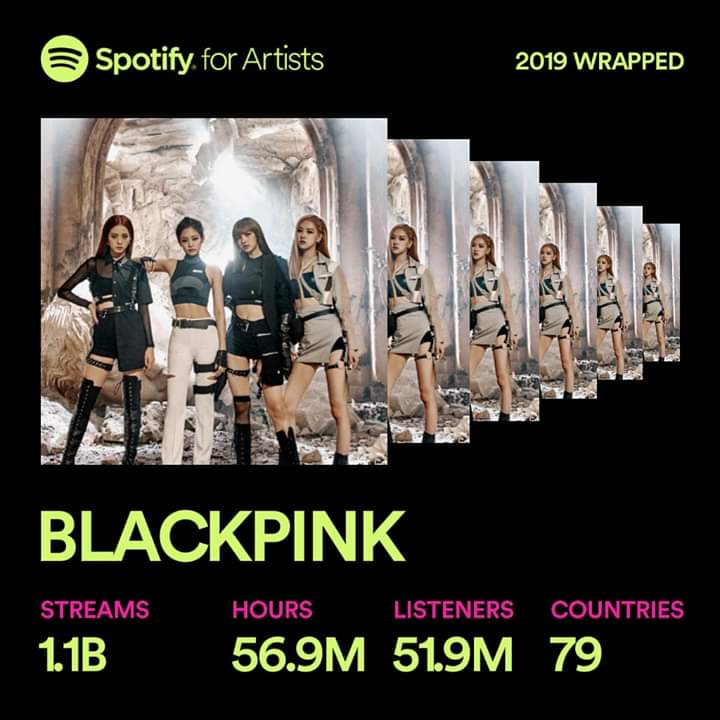 Spotify for Artists
2019 WRAPPED
BLACKPINK
STREAMS HOURS LISTENERS COUNTRIES
1.1B 56.9M 51.9M 79